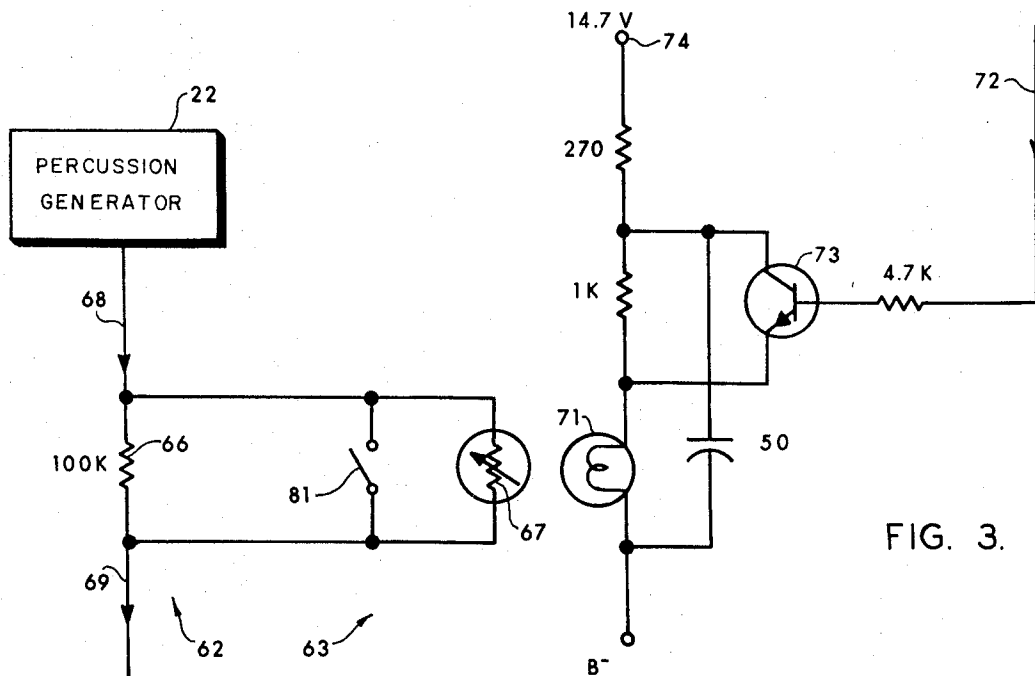 14.7 V
74
72
22
PERCUSSION
GENERATOR
270
73
4.7 K
1K
68
71
66
100K
81
67
50
FIG. 3.
69
62
63
B-